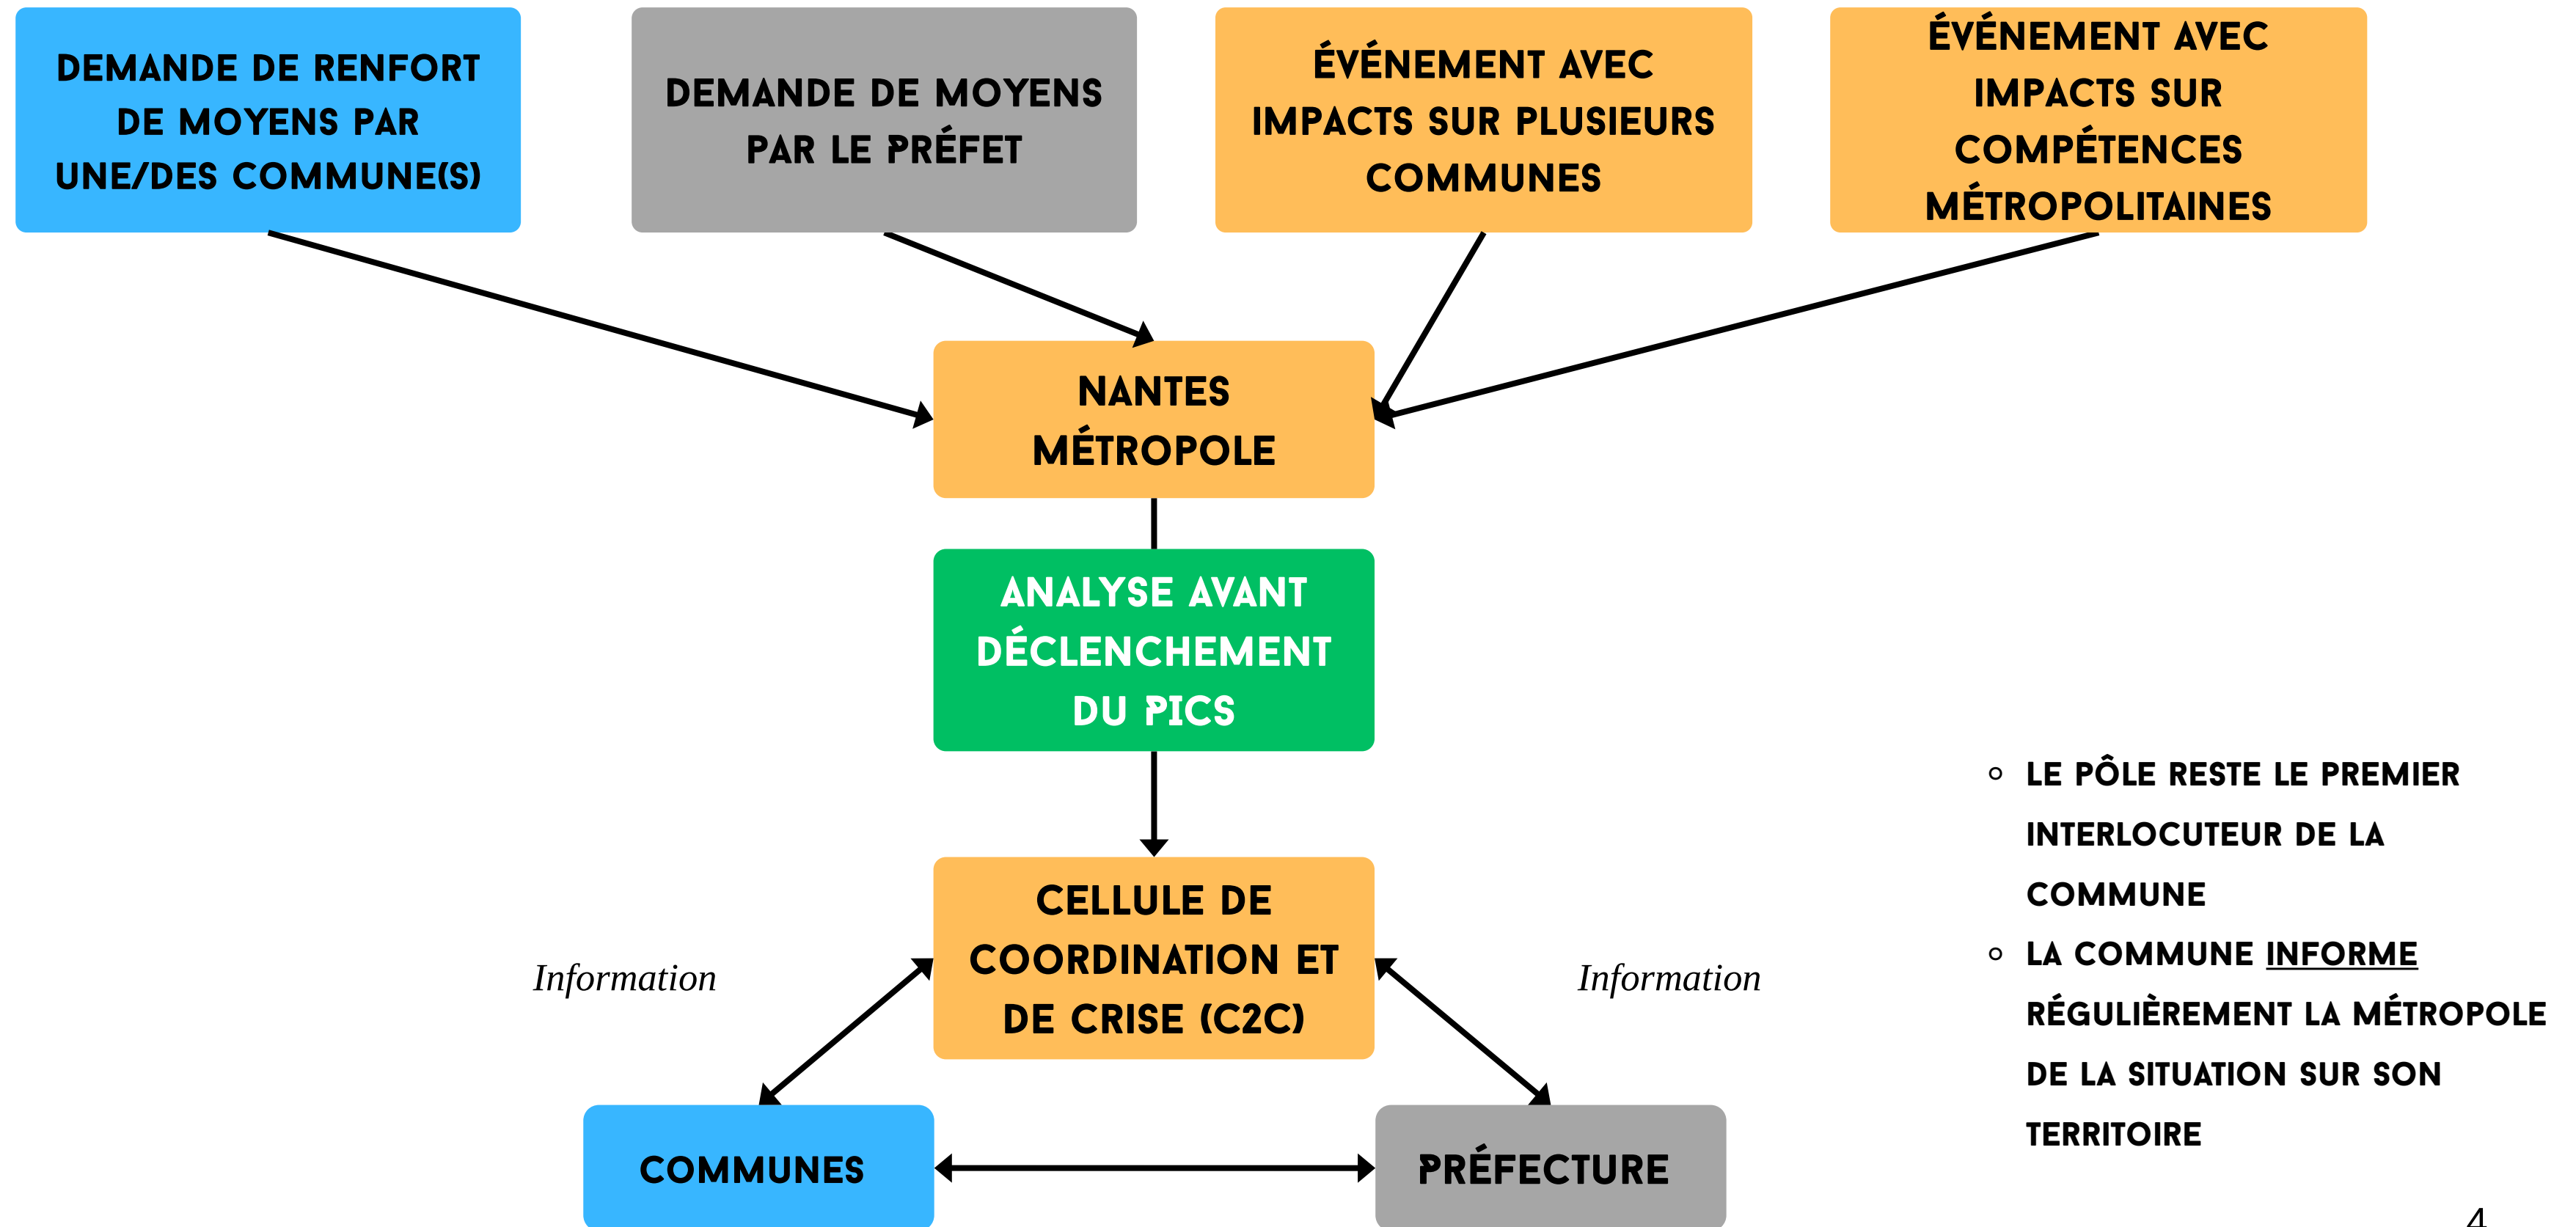 DEMANDE DE RENFORT
DE MOYENS PAR
UNE/DES COMMUNE(S)
DEMANDE DE MOYENS
PAR LE PRÉFET
ÉVÉNEMENT AVEC
IMPACTS SUR PLUSIEURS
COMMUNES
ÉVÉNEMENT AVEC
IMPACTS SUR
COMPÉTENCES
MÉTROPOLITAINES
NANTES
MÉTROPOLE
ANALYSE AVANT
DÉCLENCHEMENT
DU PICS
CELLULE DE
COORDINATION ET
DE CRISE (C2C)
Information
Information
COMMUNES
PRÉFECTURE
LE PÔLE RESTE LE PREMIER
INTERLOCUTEUR DE LA
COMMUNE
LA COMMUNE INFORME
RÉGULIÈREMENT LA MÉTROPOLE
DE LA SITUATION SUR SON
TERRITOIRE
4